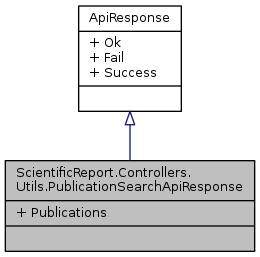 ApiResponse
+ Ok
+ Fail
+ Success
ScientificReport.Controllers.
Utils.PublicationSearchApiResponse
+ Publications